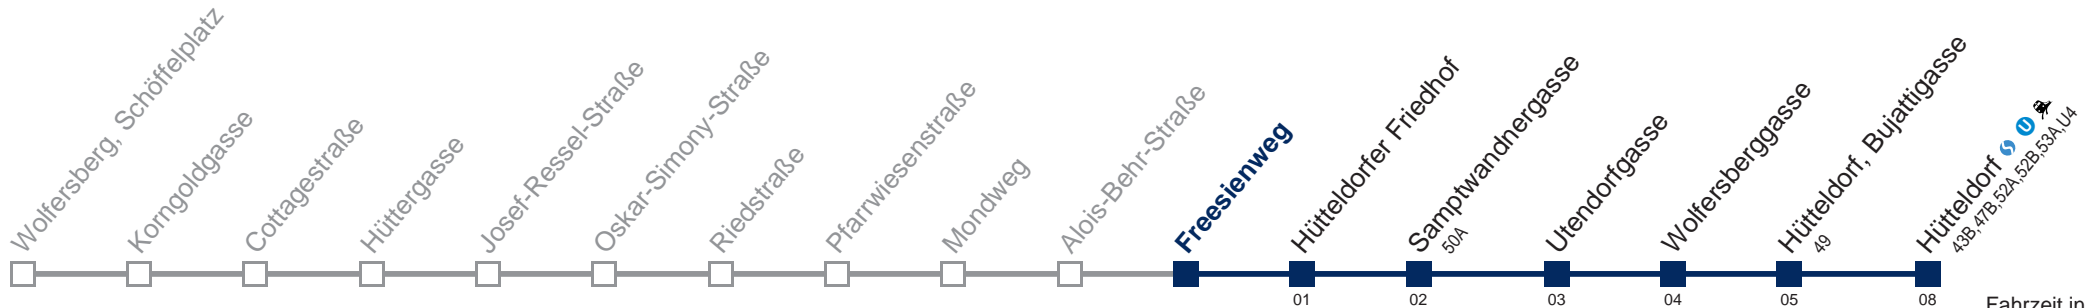 Wolfersberg, Schöffelplatz
Korngoldgasse
Cottagestraße
Hüttergasse
Josef-Ressel-Straße
Oskar-Simony-Straße
Riedstraße
Pfarrwiesenstraße
Mondweg
Alois-Behr-Straße
Freesienweg
Hütteldorfer Friedhof
Samptwandnergasse
50A
Utendorfgasse
Wolfersberggasse
Hütteldorf, Bujattigasse
49
Hütteldorf S U
43B,47B,52A,52B,53A,U4
01 02 03 04 05 08
Fahrzeit in